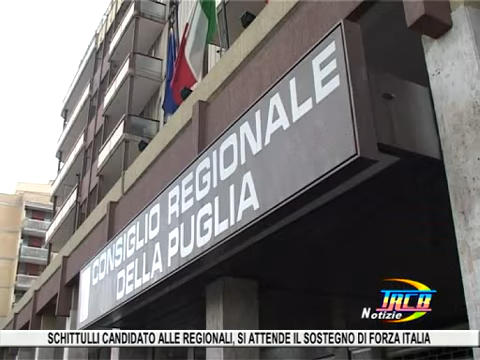 CONSIGLIO REGIONALE
DELLA PUGLIA
TRCB
Notizie
SCHITTULLI CANDIDATO ALLE REGIONALI, SI ATTENDE IL SOSTEGNO DI FORZA ITALIA